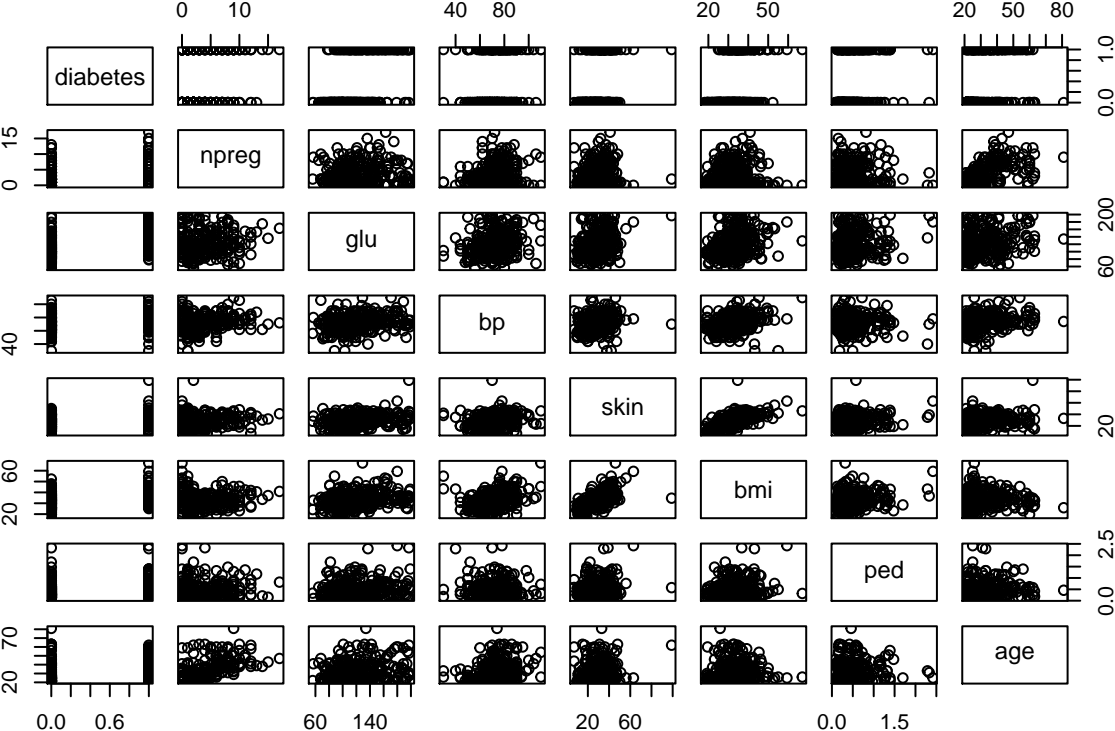 0 10 40 80 20 50 20 50 80
diabetes 0.0 1.0
0 15 npreg
glu 60 200
40 bp
skin 20
20 60 bmi
ped 0.0 2.5
20 70 age
0.0 0.6 60 140 20 60 0.0 1.5